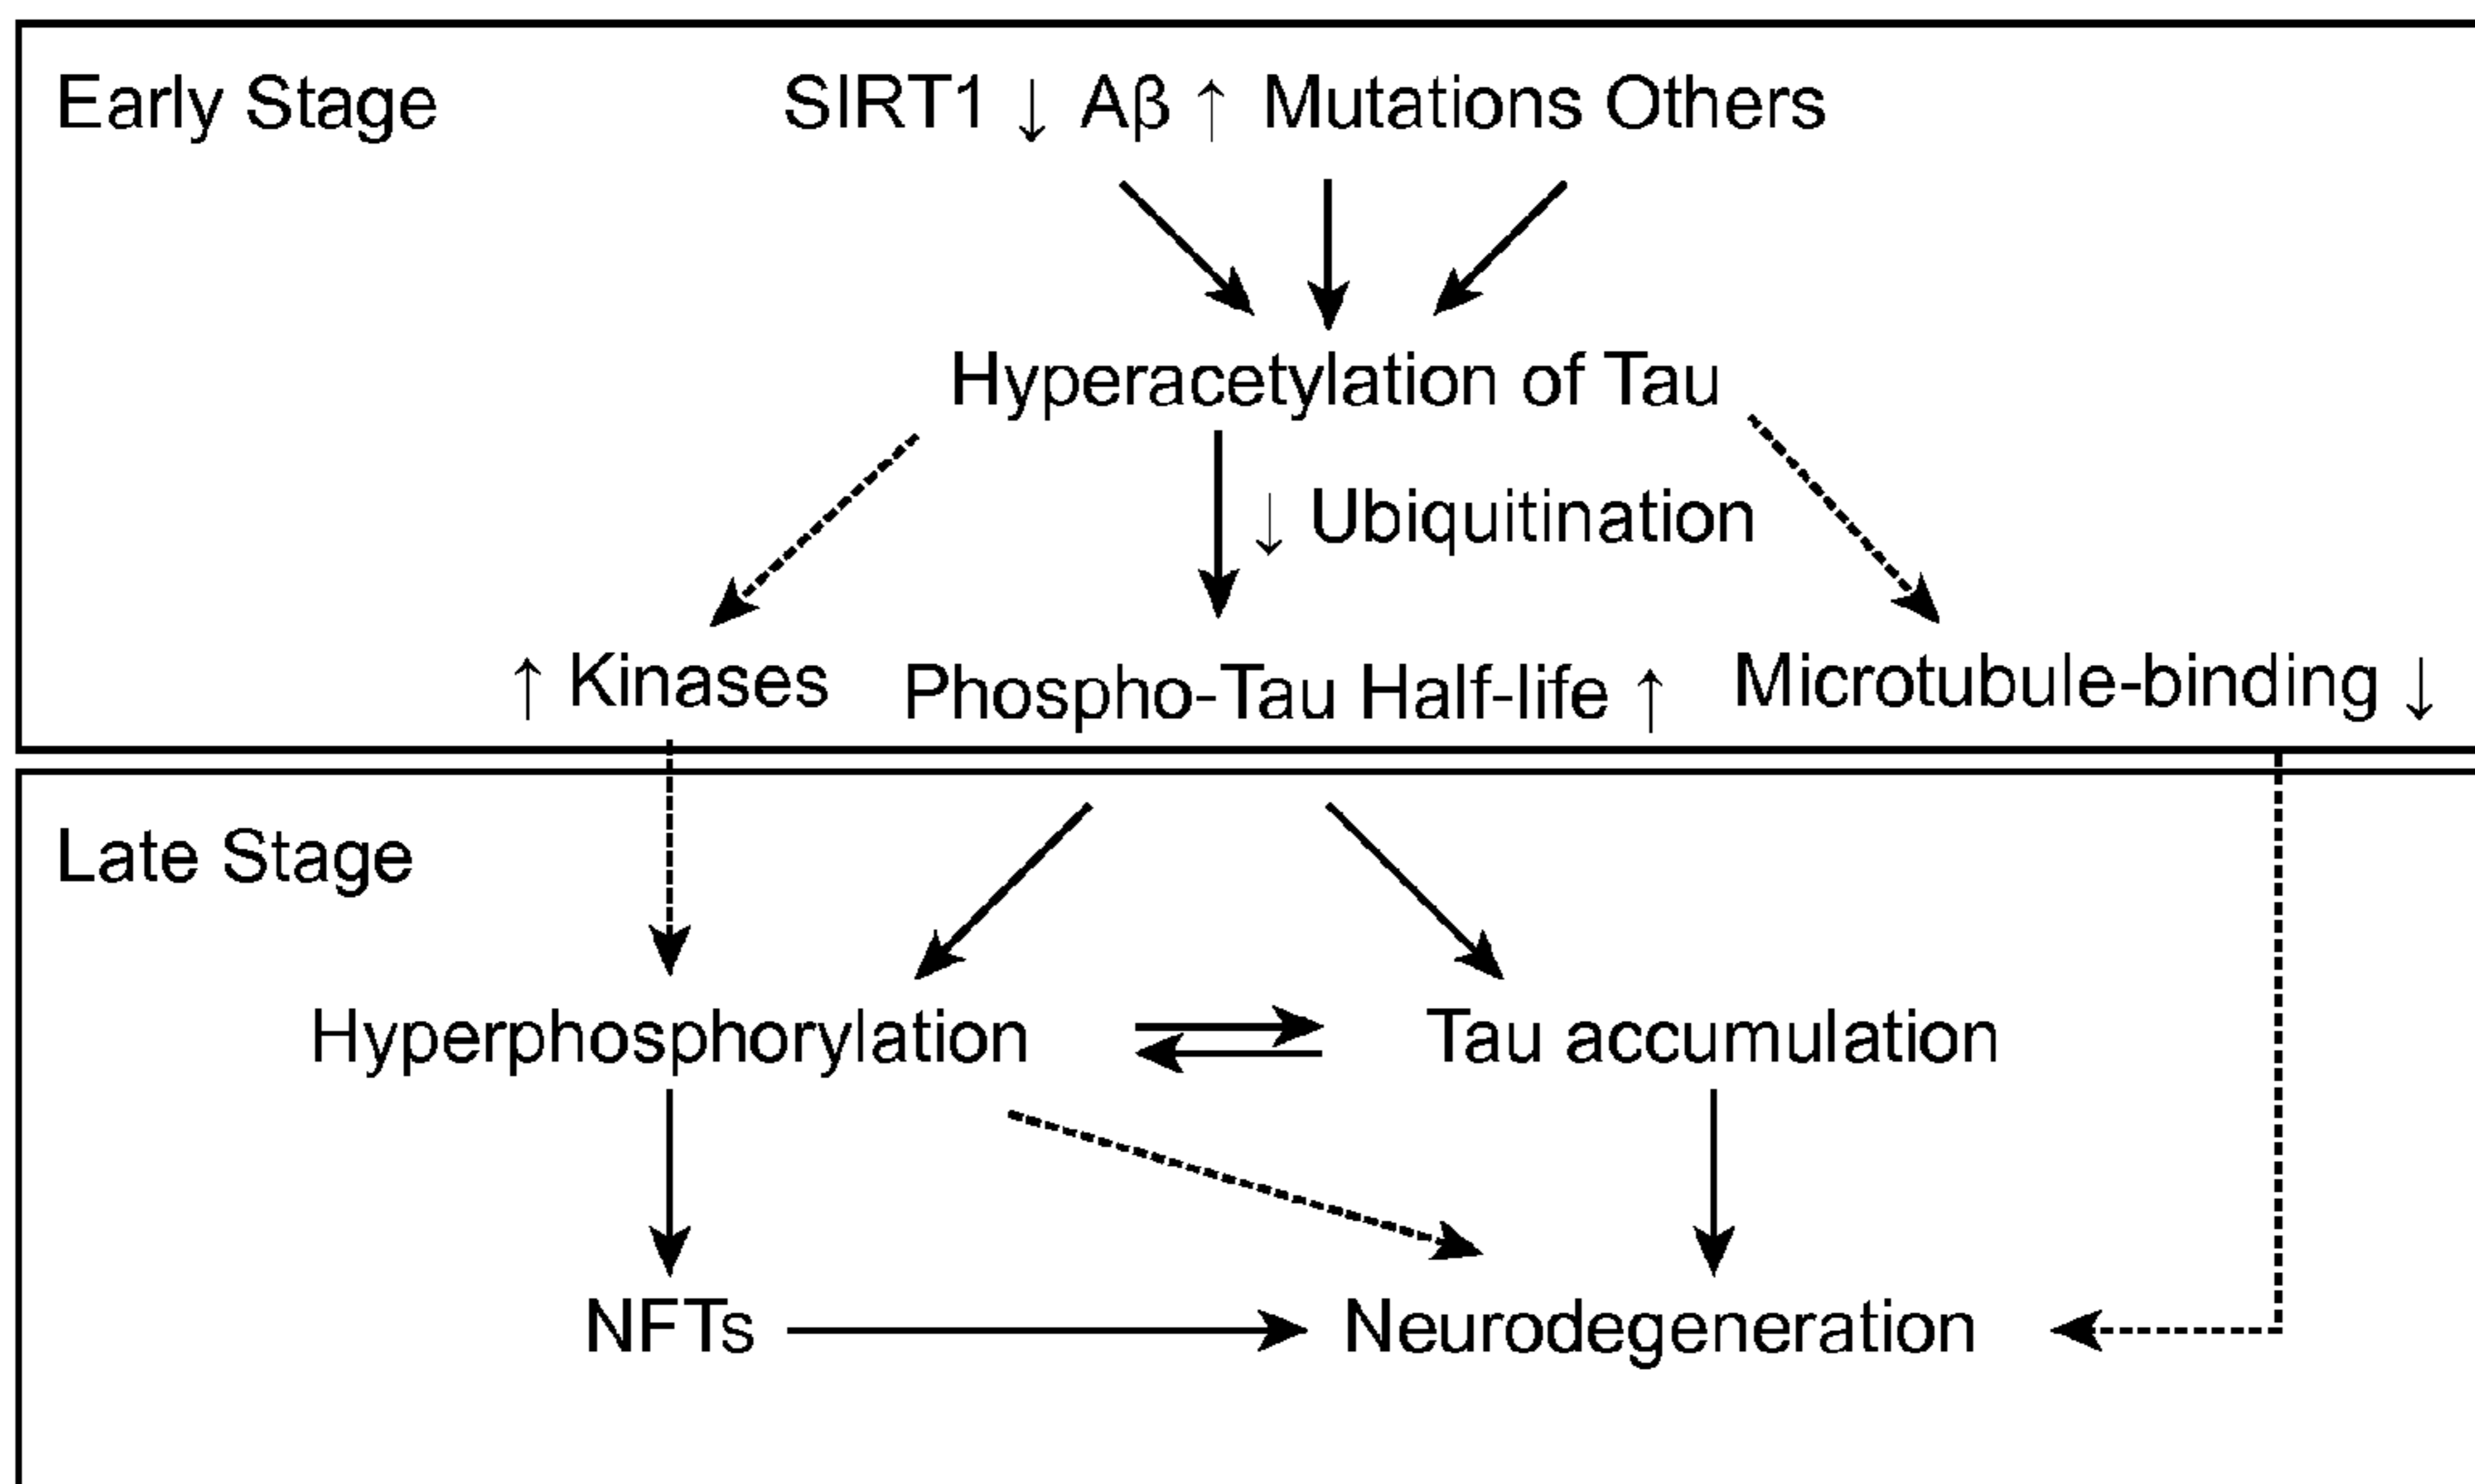 Early Stage
SIRT1 ↓ Aβ ↑ Mutations Others
Hyperacetylation of Tau
↓ Ubiquitination
↑ Kinases
Phospho-Tau Half-life ↑
Microtubule-binding ↓
Late Stage
Hyperphosphorylation
Tau accumulation
NFTs
Neurodegeneration